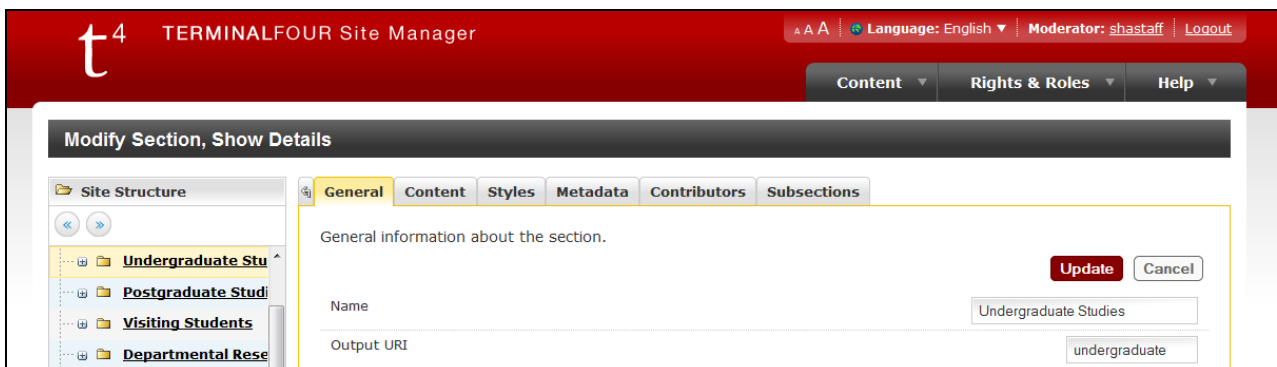 t4 TERMINALFOUR Site Manager
A A A Language: English ▼ Moderator: shastaff Logout
Content ▼ Rights & Roles ▼ Help ▼
Modify Section, Show Details
Site Structure
General Content Styles Metadata Contributors Subsections
« »
General information about the section.
Undergraduate Stu
Update Cancel
Postgraduate Studi
Name Undergraduate Studies
Visiting Students
Output URI undergraduate
Departmental Rese